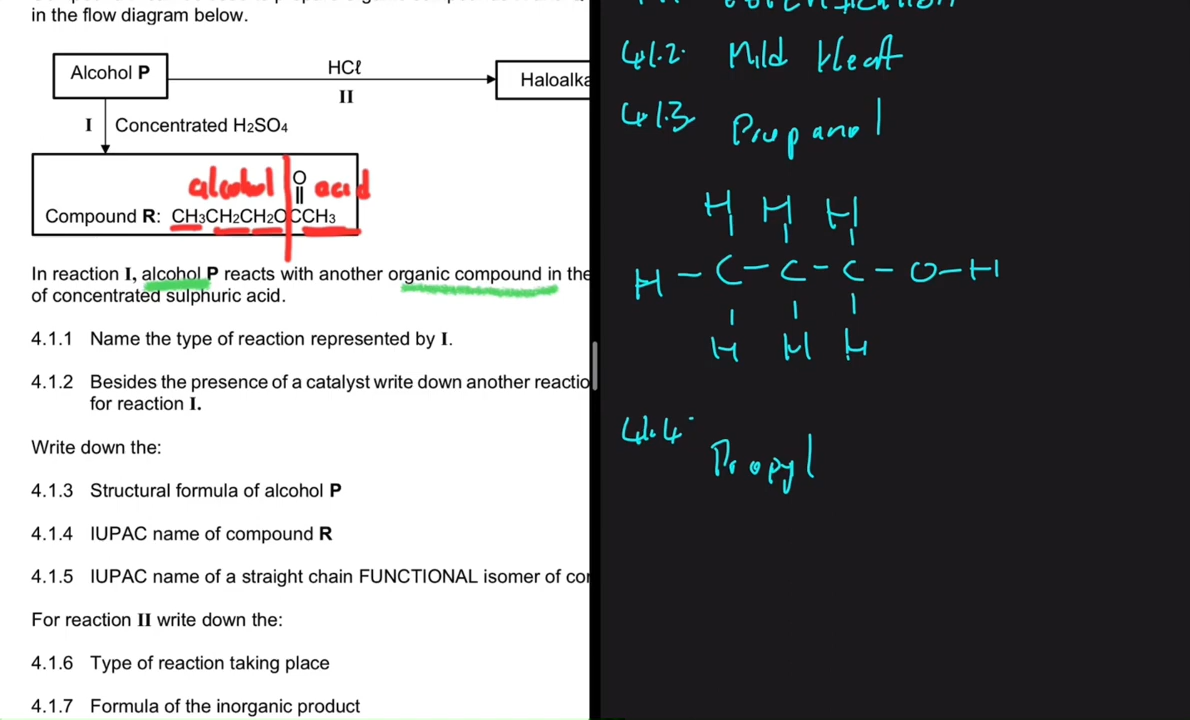 in the flow diagram below.
Alcohol P
HCℓ
II
Haloalka
I Concentrated H2SO4
alcohol acid
O
Compound R: CH3CH2CH2OCCH3
In reaction I, alcohol P reacts with another organic compound in the
of concentrated sulphuric acid.
4.1.1 Name the type of reaction represented by I.
4.1.2 Besides the presence of a catalyst write down another reactio
for reaction I.
Write down the:
4.1.3 Structural formula of alcohol P
4.1.4 IUPAC name of compound R
4.1.5 IUPAC name of a straight chain FUNCTIONAL isomer of co
For reaction II write down the:
4.1.6 Type of reaction taking place
4.1.7 Formula of the inorganic product
4.1.2. Mild Heat
4.1.3 Propanol
H H H
H - C - C - C - O - H
H H H
4.1.4.
Propyl